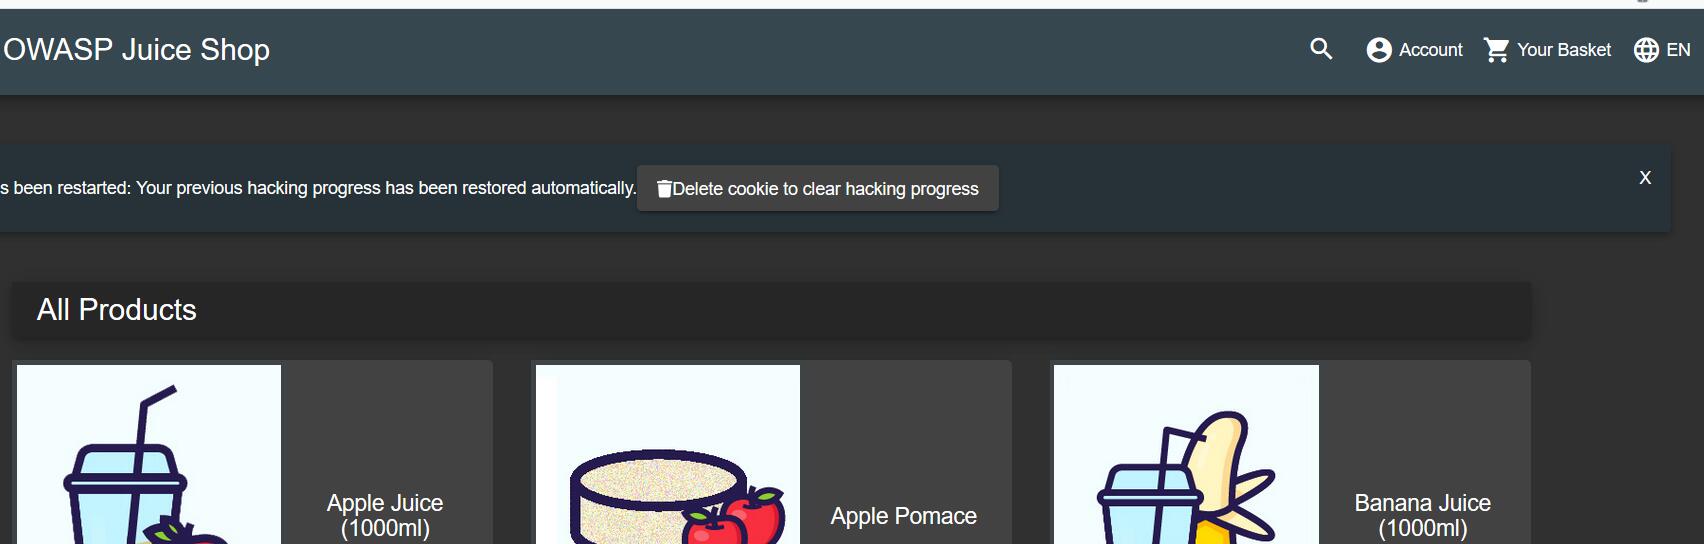 OWASP Juice Shop
Account
Your Basket
EN
s been restarted: Your previous hacking progress has been restored automatically.
Delete cookie to clear hacking progress
X
All Products
Apple Juice
(1000ml)
Apple Pomace
Banana Juice
(1000ml)